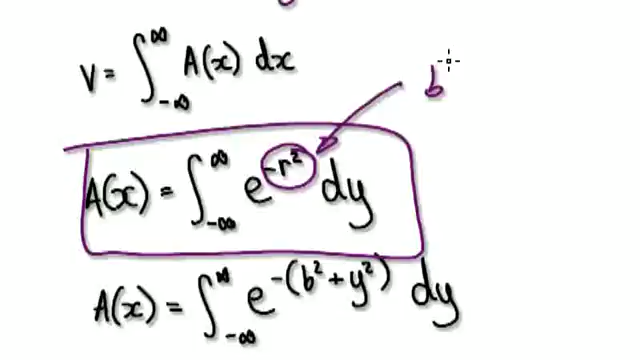 V = ∫_{-∞}^{∞} A(x) dx
b
A(x) = ∫_{-∞}^{∞} e^{-r²} dy
A(x) = ∫_{-∞}^{∞} e^{-(b²+y²)} dy